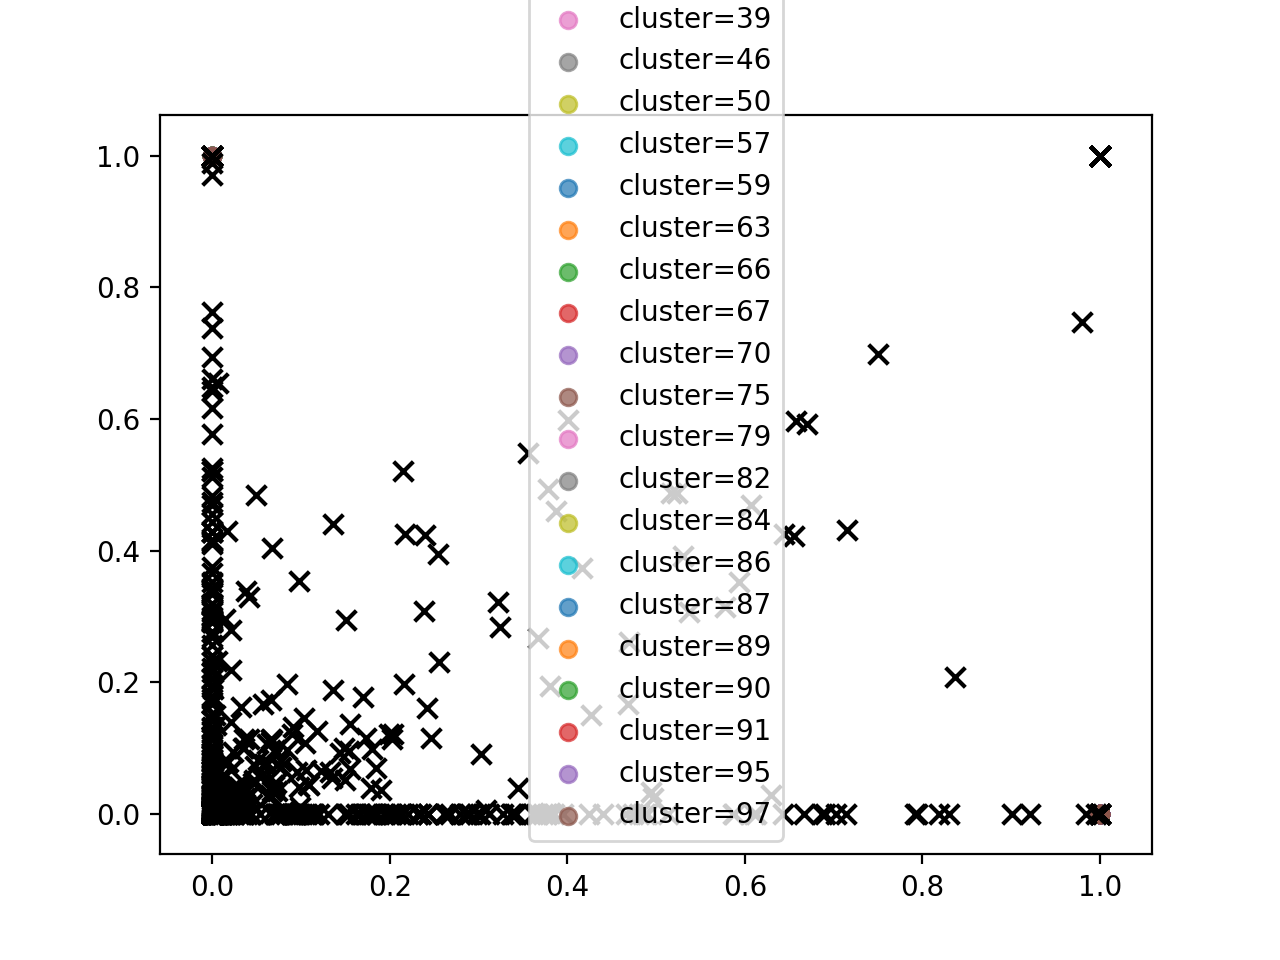 cluster=39
cluster=46
cluster=50
cluster=57
cluster=59
cluster=63
cluster=66
cluster=67
cluster=70
cluster=75
cluster=79
cluster=82
cluster=84
cluster=86
cluster=87
cluster=89
cluster=90
cluster=91
cluster=95
cluster=97
1.0
0.8
0.6
0.4
0.2
0.0
0.0 0.2 0.4 0.6 0.8 1.0